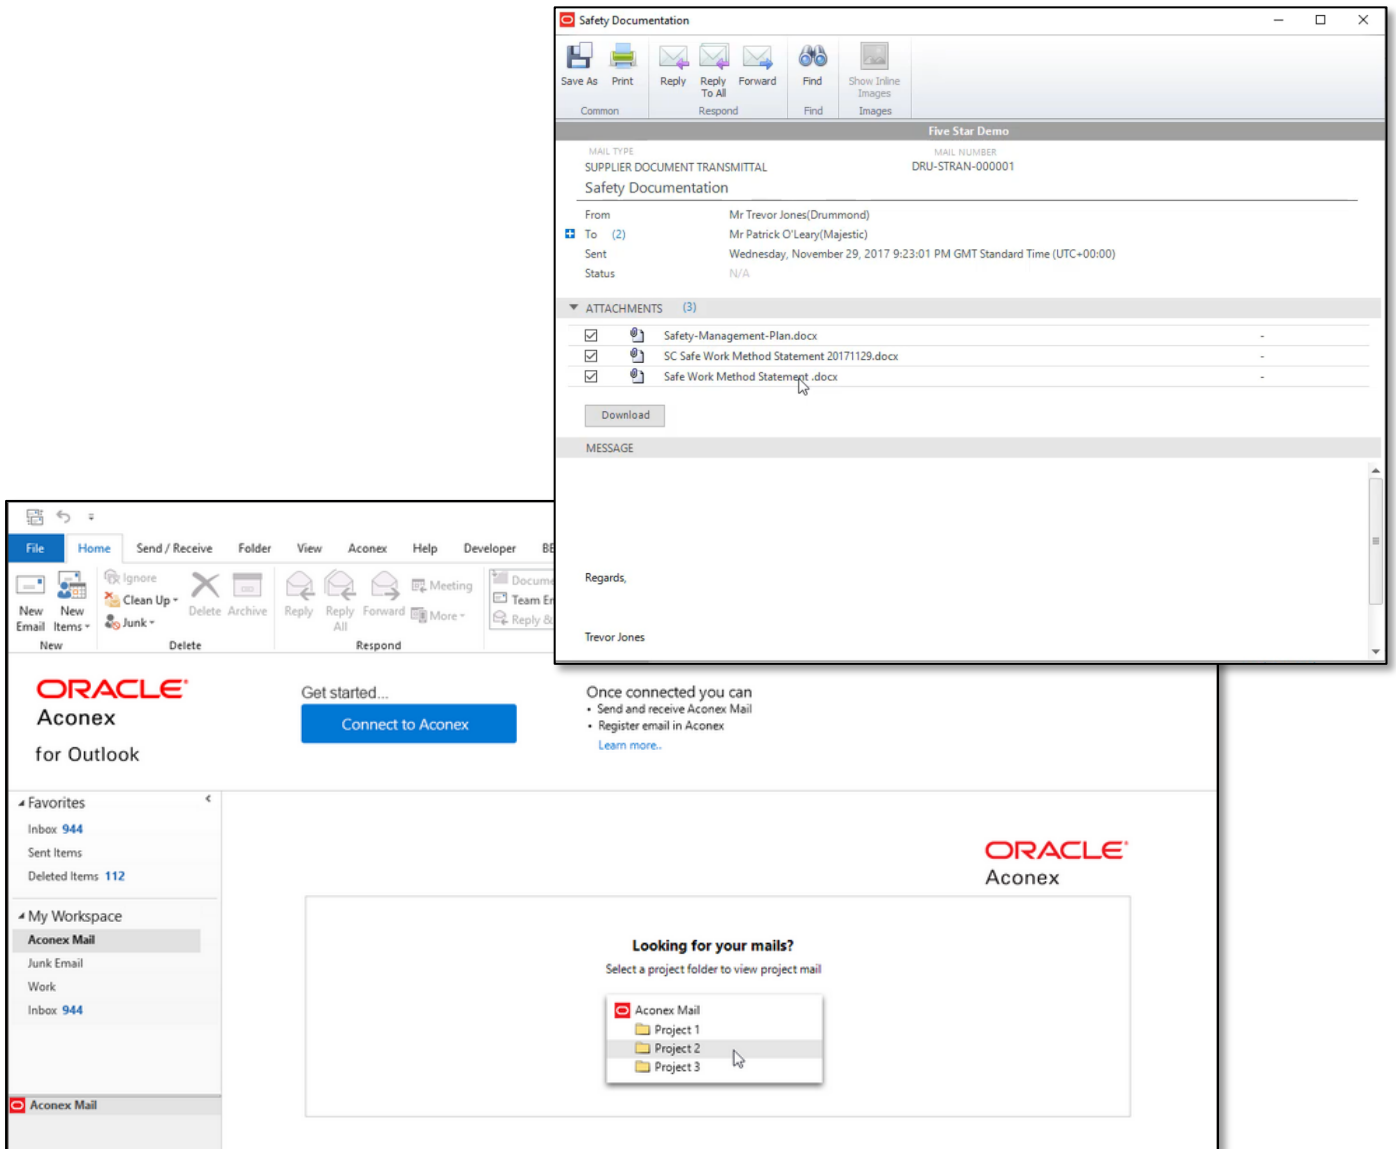 Safety Documentation
Save As Print Reply Reply To All Forward Find Show Inline Images
Common Respond Find Images
Five Star Demo
MAIL TYPE MAIL NUMBER
SUPPLIER DOCUMENT TRANSMITTAL DRU-STRAN-000001
Safety Documentation
From Mr Trevor Jones(Drummond)
To (2) Mr Patrick O'Leary(Majestic)
Sent Wednesday, November 29, 2017 9:23:01 PM GMT Standard Time (UTC+00:00)
Status N/A
ATTACHMENTS (3)
Safety-Management-Plan.docx -
SC Safe Work Method Statement 20171129.docx -
Safe Work Method Statement .docx -
Download
MESSAGE
Regards,
Trevor Jones
File Home Send / Receive Folder View Aconex Help Developer BE
New Email New Items Ignore Clean Up Junk Delete Archive Reply Reply All Forward Meeting More Docume Team Er Reply &
New Delete Respond
ORACLE
Aconex
for Outlook
Get started...
Connect to Aconex
Once connected you can
• Send and receive Aconex Mail
• Register email in Aconex
Learn more..
Favorites
Inbox 944
Sent Items
Deleted Items 112
My Workspace
Aconex Mail
Junk Email
Work
Inbox 944
Aconex Mail
ORACLE
Aconex
Looking for your mails?
Select a project folder to view project mail
Aconex Mail
Project 1
Project 2
Project 3